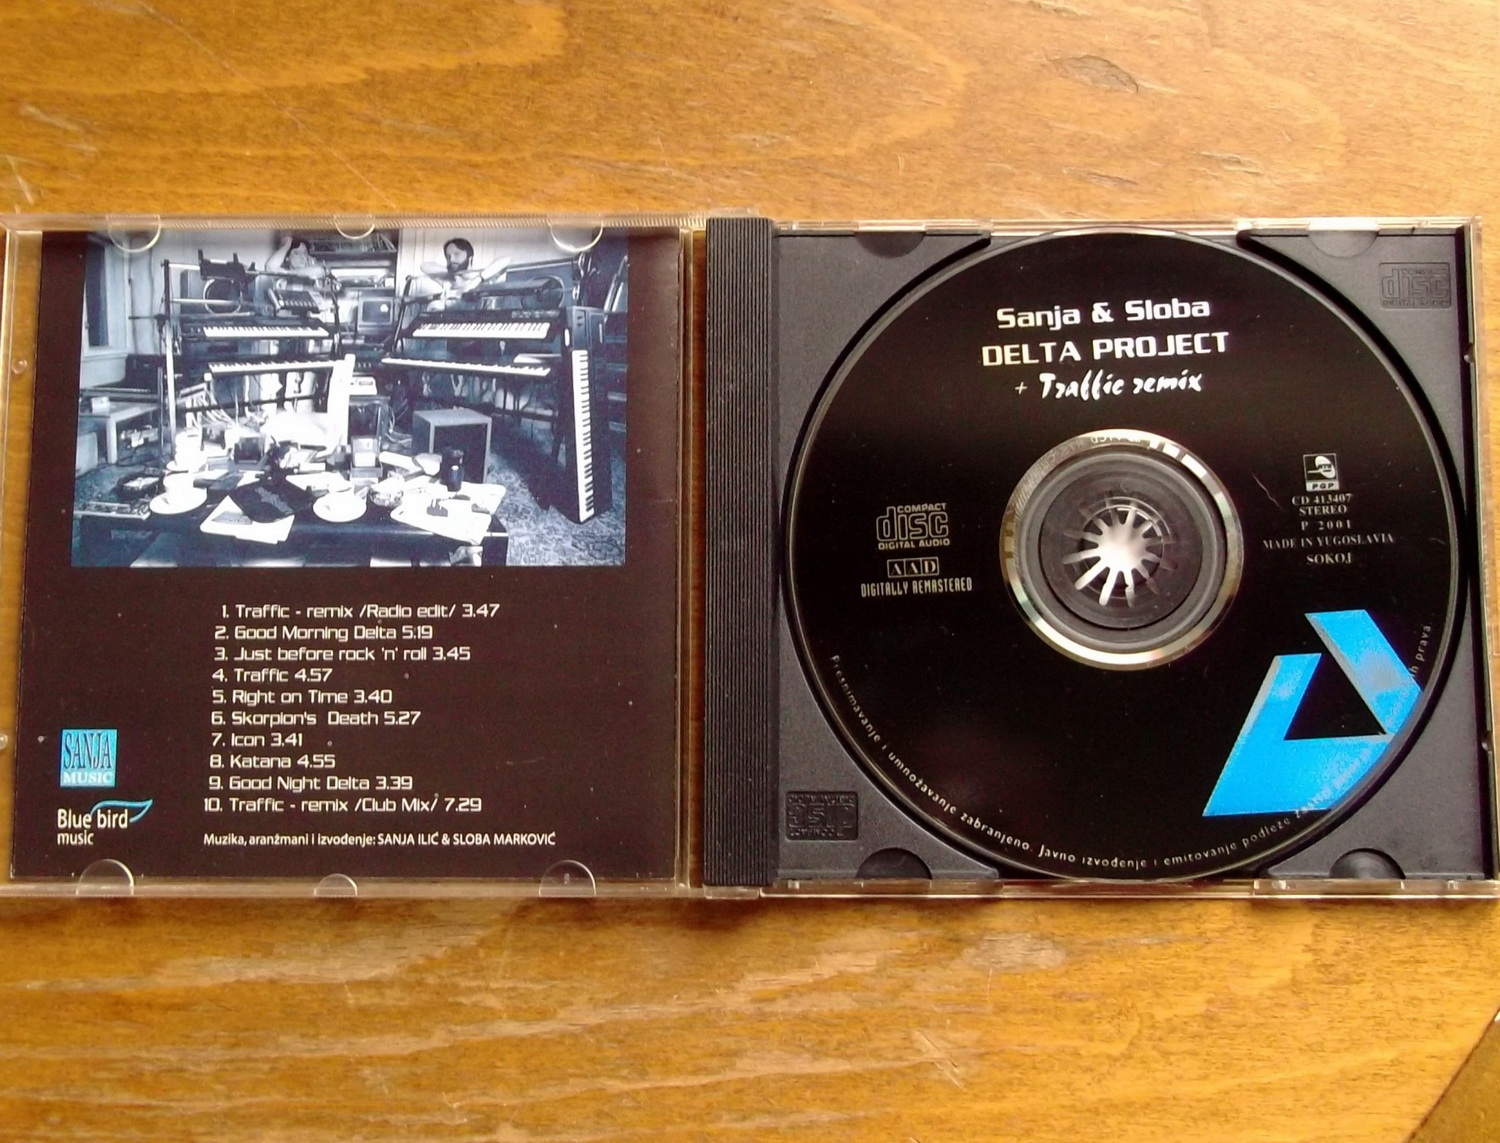 1. Traffic - remix /Radio edit/ 3.47
2. Good Morning Delta 5.19
3. Just before rock 'n' roll 3.45
4. Traffic 4.57
5. Right on Time 3.40
6. Skorpion's Death 5.27
7. Icon 3.41
8. Katana 4.55
9. Good Night Delta 3.39
10. Traffic - remix /Club Mix/ 7.29
Muzika, aranžmani i izvođenje: SANJA ILIĆ & SLOBA MARKOVIĆ
SANJA
MUSIC
Blue bird
music
Sanja & Sloba
DELTA PROJECT
+ Traffic remix
COMPACT
disc
DIGITAL AUDIO
AAD
DIGITALLY REMASTERED
PGP
CD 413407
STEREO
P 2001
MADE IN YUGOSLAVIA
SOKOJ
Presnimavanje i umnožavanje zabranjeno. Javno izvođenje i emitovanje podleže prava.
disc